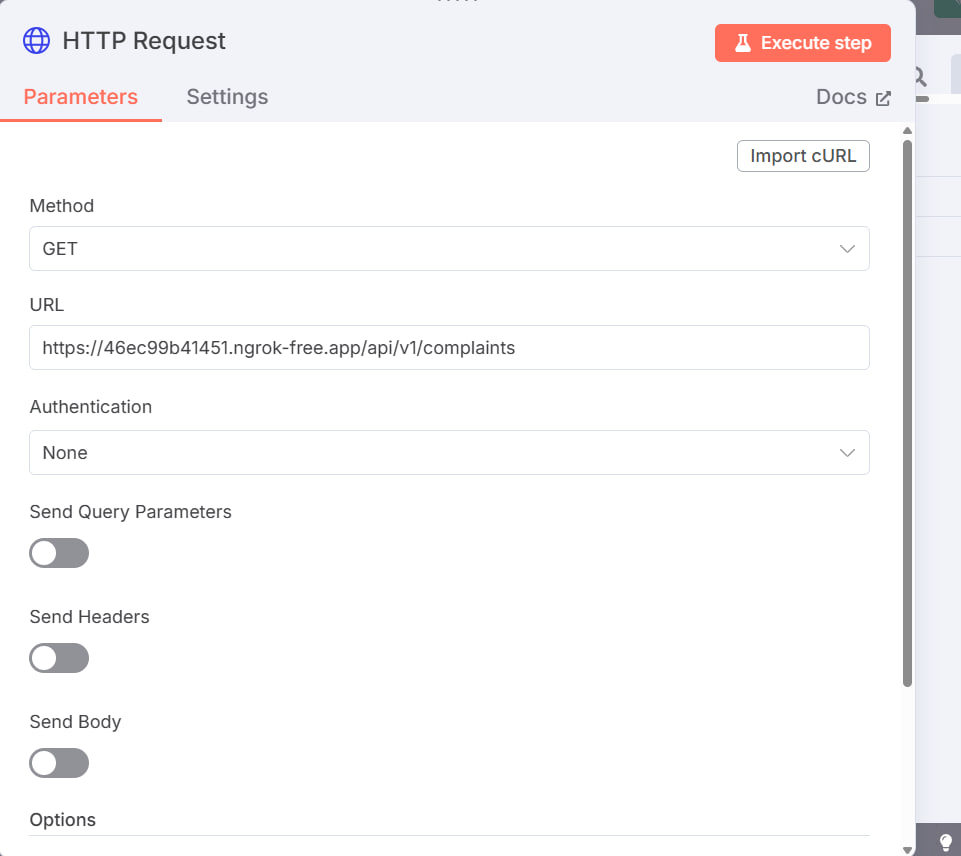 HTTP Request
Execute step
Parameters
Settings
Docs
Import cURL
Method
GET
URL
https://46ec99b41451.ngrok-free.app/api/v1/complaints
Authentication
None
Send Query Parameters
Send Headers
Send Body
Options